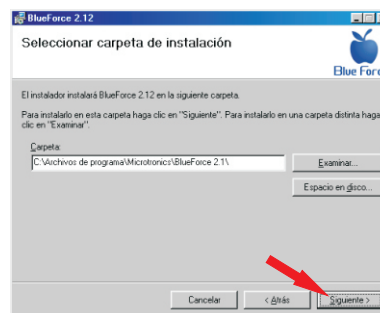 BlueForce 2.12
Seleccionar carpeta de instalación
Blue Forc
El instalador instalará BlueForce 2.12 en la siguiente carpeta.
Para instalarlo en esta carpeta haga clic en "Siguiente". Para instalarlo en una carpeta distinta haga
clic en "Examinar".
Carpeta:
C:\Archivos de programa\Microtronics\BlueForce 2.1\
Examinar...
Espacio en disco...
Cancelar
< Atrás
Siguiente >